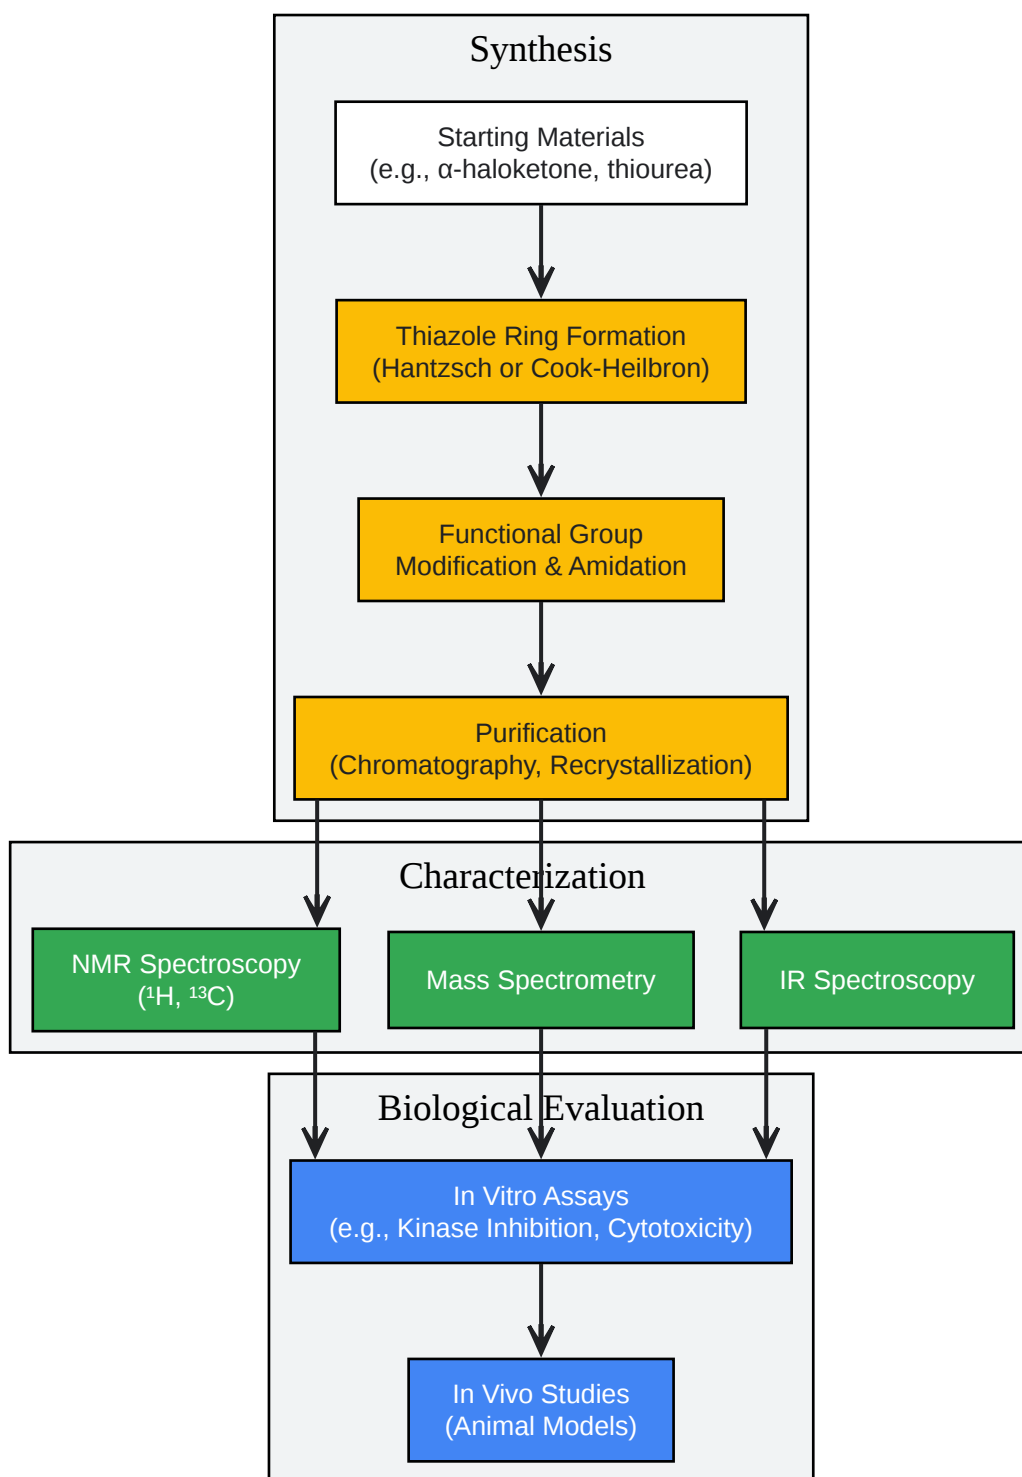 Synthesis
Starting Materials
(e.g., α-haloketone, thiourea)
Thiazole Ring Formation
(Hantzsch or Cook-Heilbron)
Functional Group
Modification & Amidation
Purification
(Chromatography, Recrystallization)
Characterization
NMR Spectroscopy
(¹H, ¹³C)
Mass Spectrometry
IR Spectroscopy
Biological Evaluation
In Vitro Assays
(e.g., Kinase Inhibition, Cytotoxicity)
In Vivo Studies
(Animal Models)